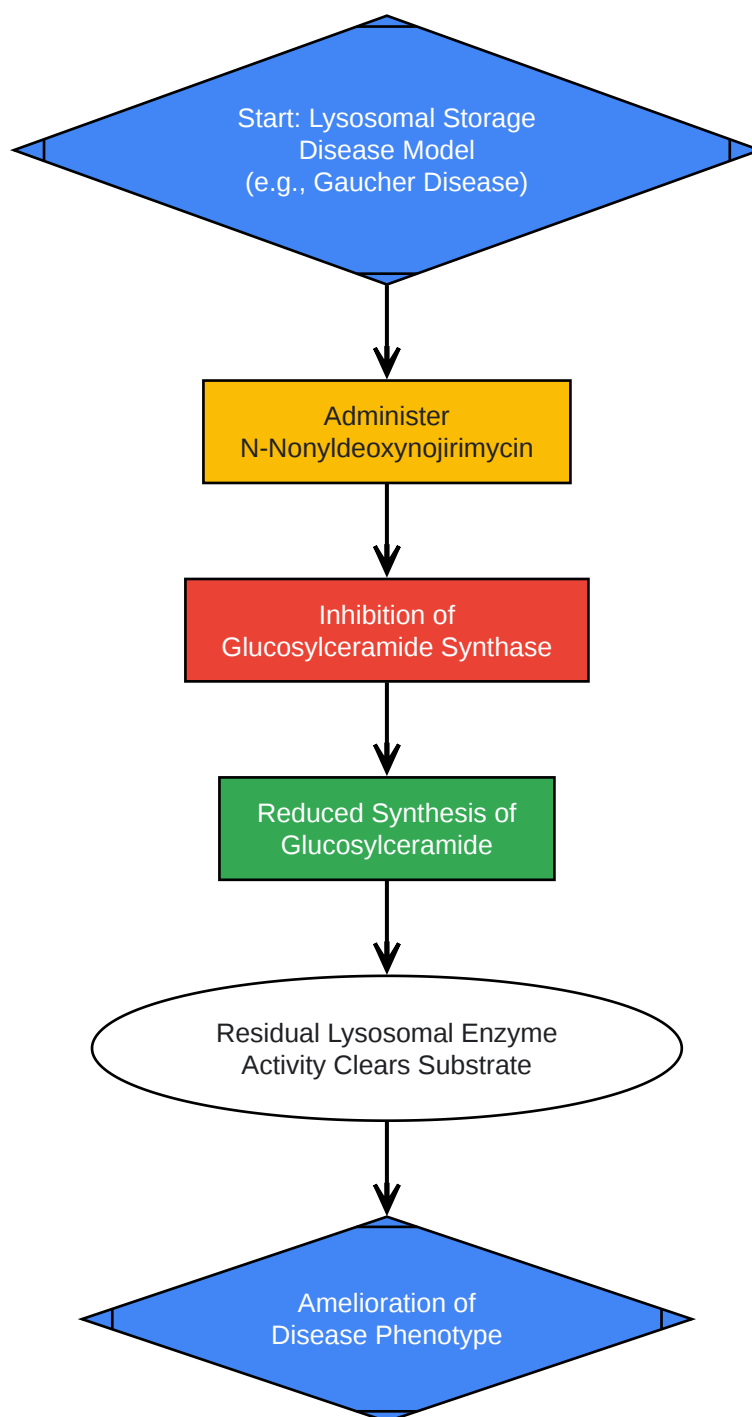 Start: Lysosomal Storage
Disease Model
(e.g., Gaucher Disease)
Administer
N-Nonyldeoxynojirimycin
Inhibition of
Glucosylceramide Synthase
Reduced Synthesis of
Glucosylceramide
Residual Lysosomal Enzyme
Activity Clears Substrate
Amelioration of
Disease Phenotype